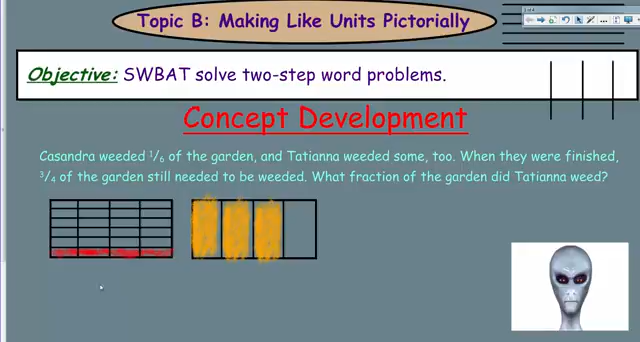 Topic B: Making Like Units Pictorially
Objective: SWBAT solve two-step word problems.
Concept Development
Casandra weeded 1/6 of the garden, and Tatianna weeded some, too. When they were finished,
3/4 of the garden still needed to be weeded. What fraction of the garden did Tatianna weed?